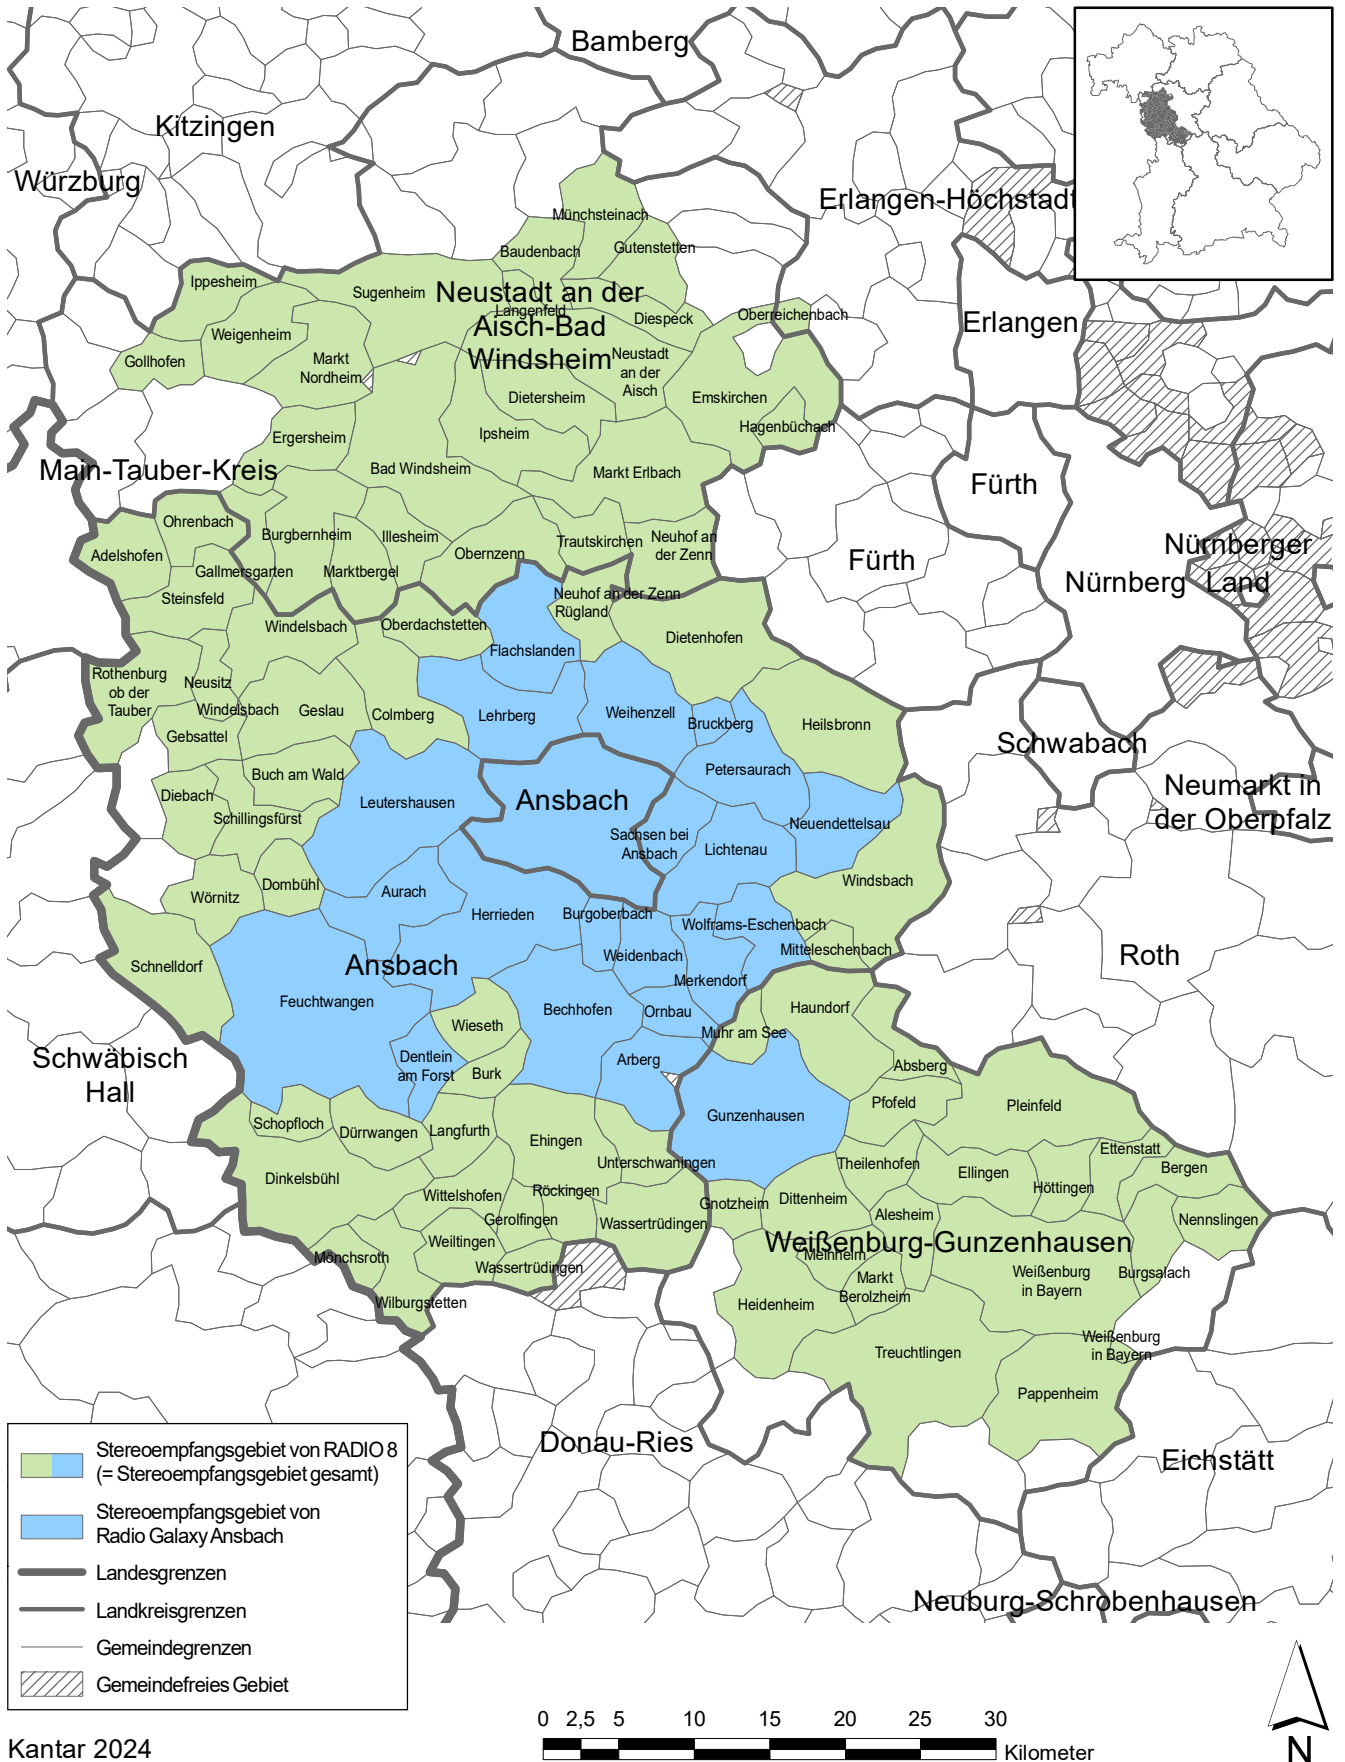 Bamberg
Kitzingen
Würzburg
Erlangen-Höchstadt
Münchsteinach
Baudenbach
Gutenstetten
Ippesheim
Sugenheim
Neustadt an der
Aisch-Bad
Windsheim
Langenfeld
Diespeck
Oberreichenbach
Erlangen
Weigenheim
Gollhofen
Markt
Nordheim
Neustadt
an der
Aisch
Dietersheim
Emskirchen
Hagenbüchach
Ergersheim
Ipsheim
Main-Tauber-Kreis
Bad Windsheim
Markt Erlbach
Fürth
Ohrenbach
Adelshofen
Burgbernheim
Illesheim
Obernzenn
Trautskirchen
Neuhof an
der Zenn
Fürth
Nürnberger
Land
Nürnberg
Gallmersgarten
Marktbergel
Steinsfeld
Neuhof an der Zenn
Rügland
Windelsbach
Oberdachstetten
Flachslanden
Dietenhofen
Rothenburg
ob der
Tauber
Neusitz
Windelsbach
Geslau
Colmberg
Lehrberg
Weihenzell
Bruckberg
Heilsbronn
Gebsattel
Schwabach
Buch am Wald
Petersaurach
Neumarkt in
der Oberpfalz
Diebach
Leutershausen
Ansbach
Schillingsfürst
Sachsen bei
Ansbach
Lichtenau
Neuendettelsau
Dombühl
Wörnitz
Aurach
Windsbach
Herrieden
Burgoberbach
Wolframs-Eschenbach
Mitteleschenbach
Weidenbach
Schnelldorf
Ansbach
Roth
Merkendorf
Feuchtwangen
Bechhofen
Ornbau
Haundorf
Wieseth
Muhr am See
Schwäbisch
Hall
Dentlein
am Forst
Burk
Arberg
Absberg
Pfofeld
Pleinfeld
Gunzenhausen
Schopfloch
Dürrwangen
Langfurth
Ehingen
Unterschwaningen
Theilenhofen
Ellingen
Ettenstatt
Bergen
Höttingen
Dinkelsbühl
Wittelshofen
Röckingen
Gnotzheim
Dittenheim
Gerolfingen
Wassertrüdingen
Alesheim
Nennslingen
Weiltingen
Weißenburg-Gunzenhausen
Meinheim
Mönchsroth
Wassertrüdingen
Markt
Berolzheim
Weißenburg
in Bayern
Burgsalach
Wilburgstetten
Heidenheim
Weißenburg
in Bayern
Treuchtlingen
Pappenheim
Donau-Ries
Eichstätt
Neuburg-Schrobenhausen
Stereoempfangsgebiet von RADIO 8
(= Stereoempfangsgebiet gesamt)
Stereoempfangsgebiet von
Radio Galaxy Ansbach
Landesgrenzen
Landkreisgrenzen
Gemeindegrenzen
Gemeindefreies Gebiet
0 2,5 5 10 15 20 25 30
Kilometer
N
Kantar 2024